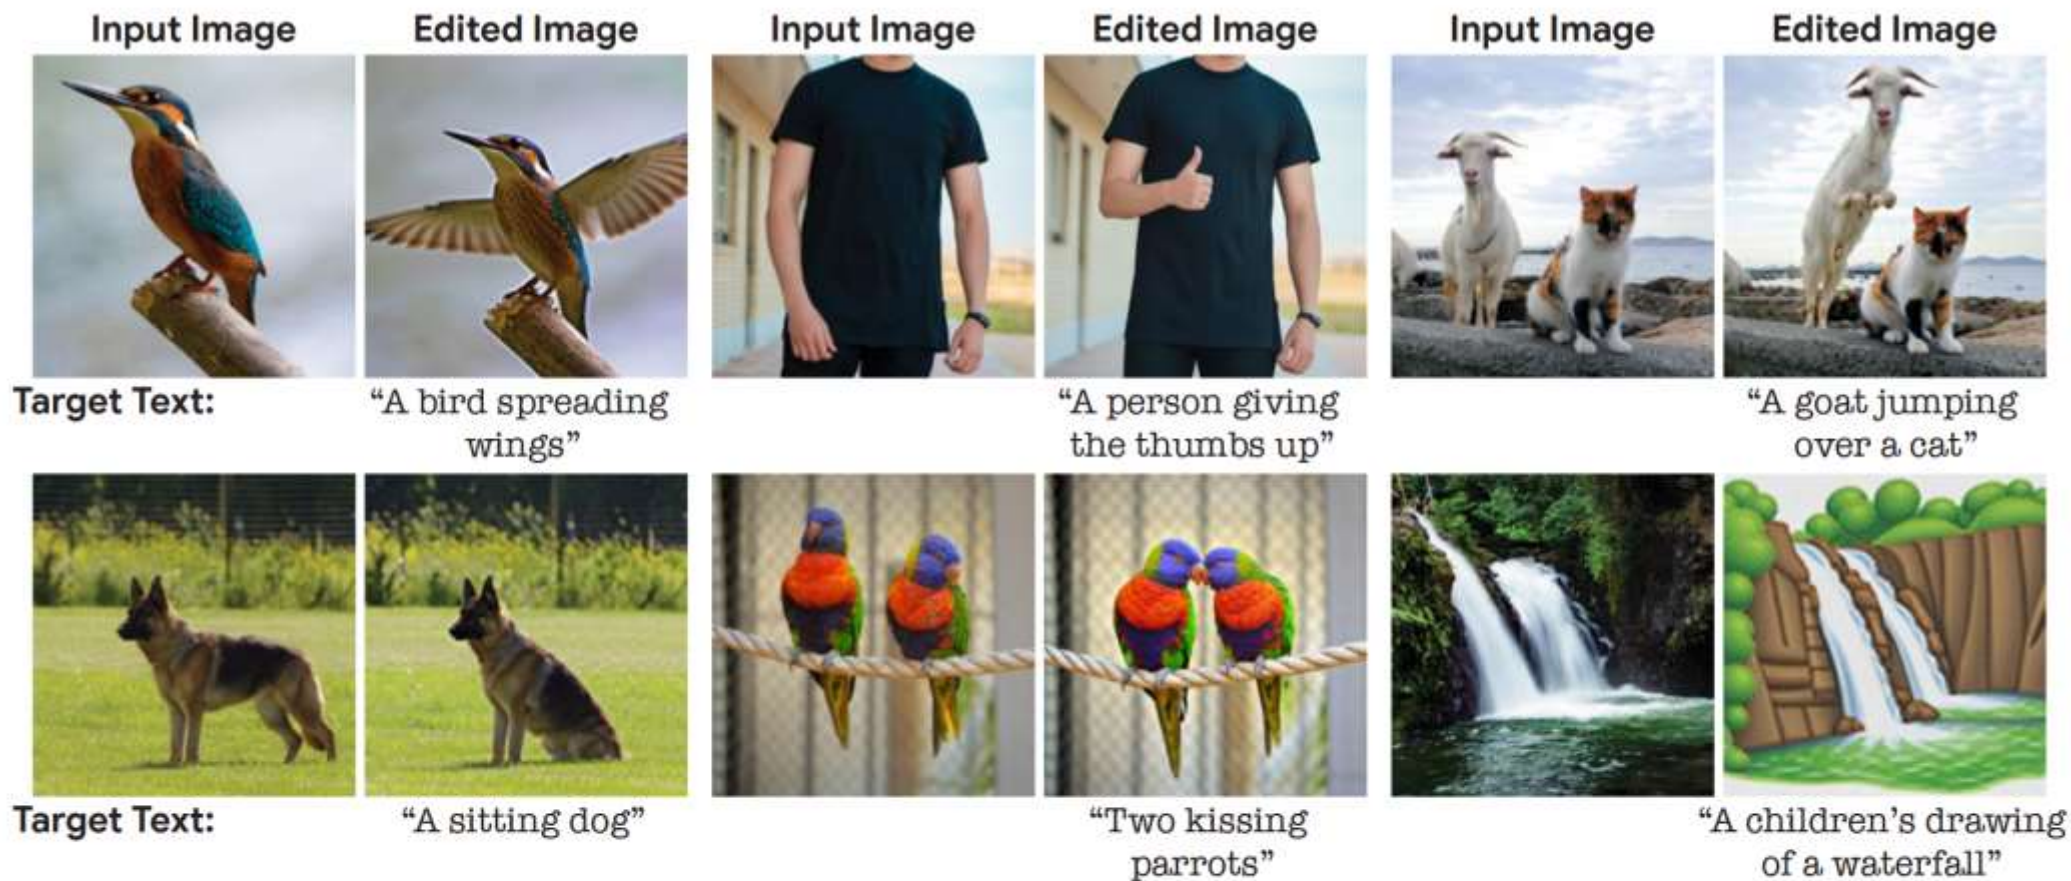 Input Image Edited Image Input Image Edited Image Input Image Edited Image
Target Text: “A bird spreading “A person giving “A goat jumping
wings” the thumbs up” over a cat”
Target Text: “A sitting dog” “Two kissing “A children’s drawing
parrots” of a waterfall”